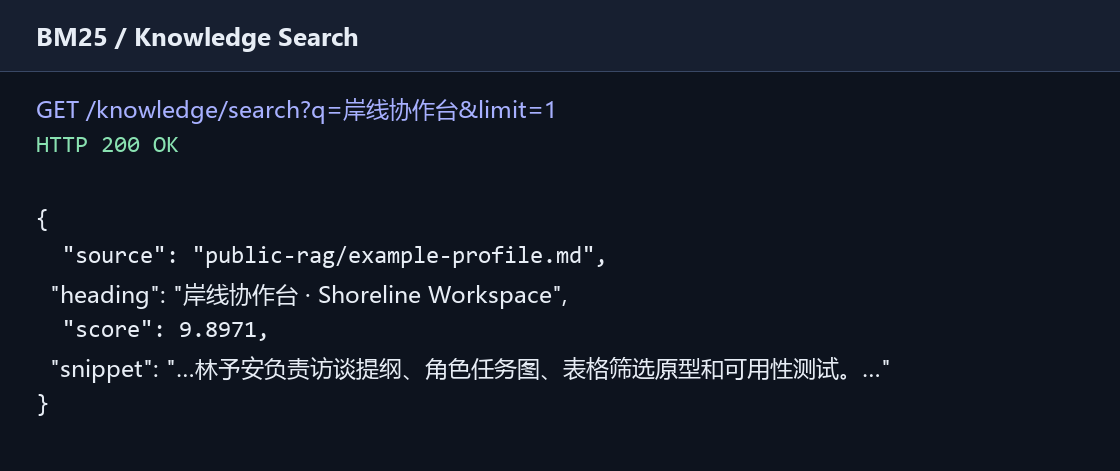 BM25 / Knowledge Search
GET /knowledge/search?q=岸线协作台&limit=1
HTTP 200 OK
{
"source": "public-rag/example-profile.md",
"heading": "岸线协作台 · Shoreline Workspace",
"score": 9.8971,
"snippet": "…林予安负责访谈提纲、角色任务图、表格筛选原型和可用性测试。…"
}